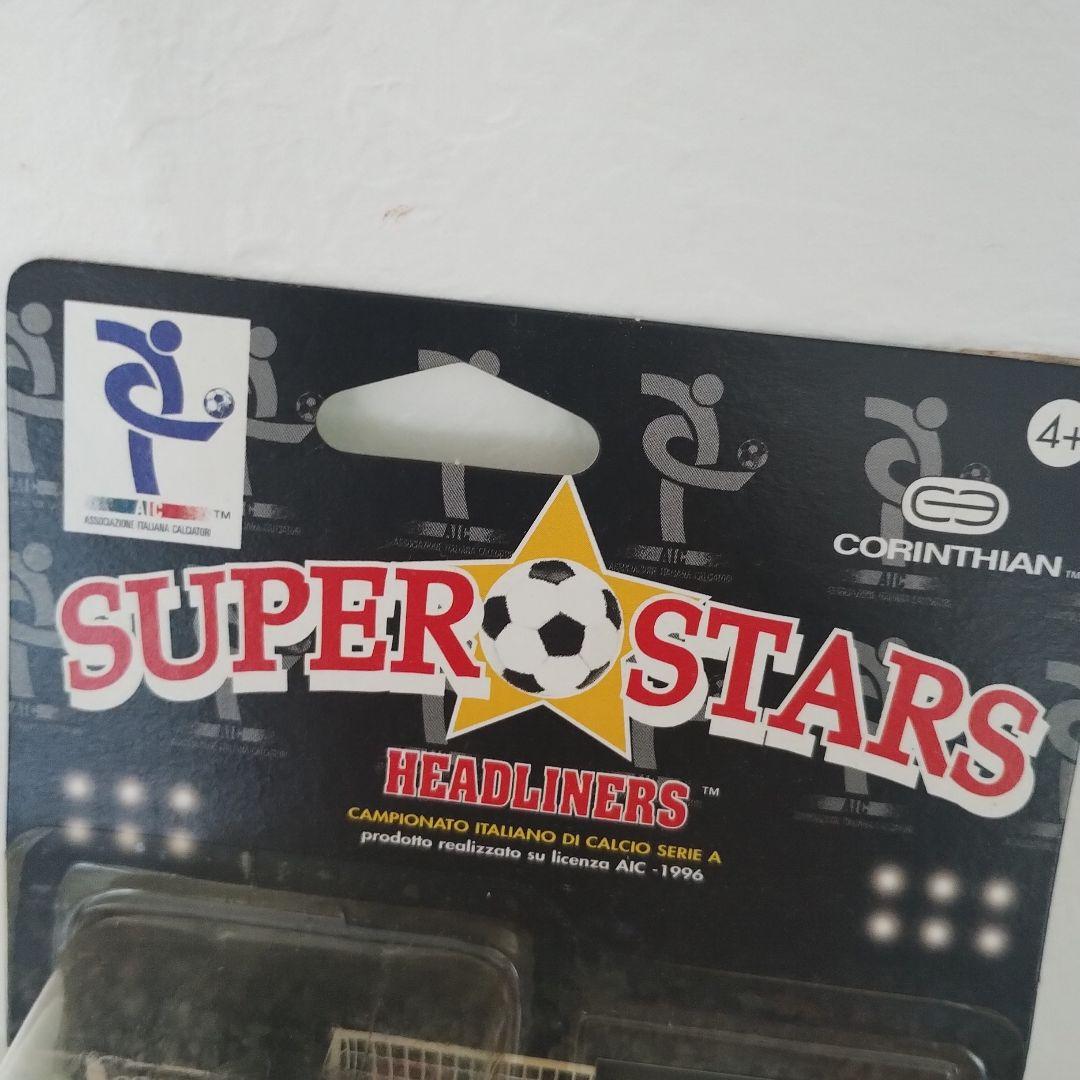 AIC TM
ASSOCIAZIONE ITALIANA CALCIATORI
4+
CORINTHIAN TM
SUPER STARS
HEADLINERS TM
CAMPIONATO ITALIANO DI CALCIO SERIE A
prodotto realizzato su licenza AIC -1996